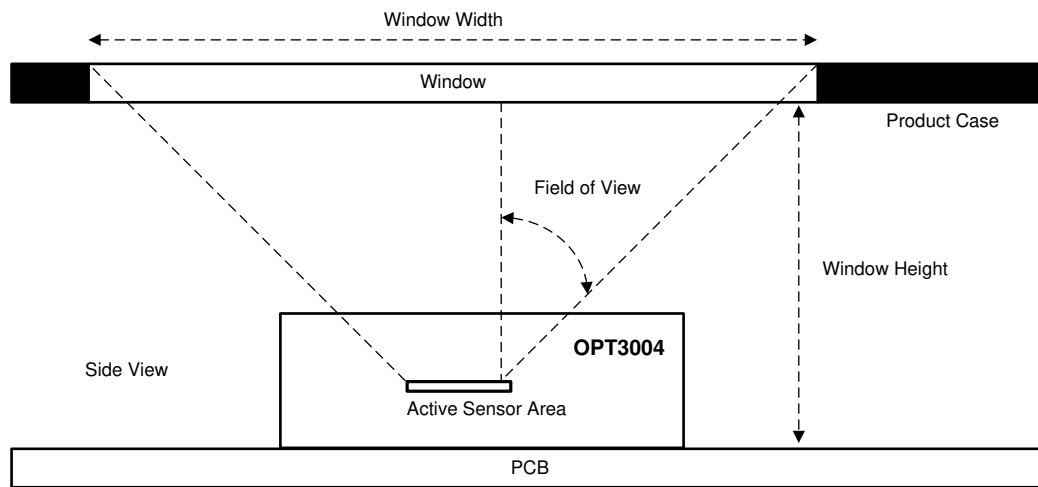 Window Width
Window
Product Case
Field of View
Window Height
OPT3004
Side View
Active Sensor Area
PCB